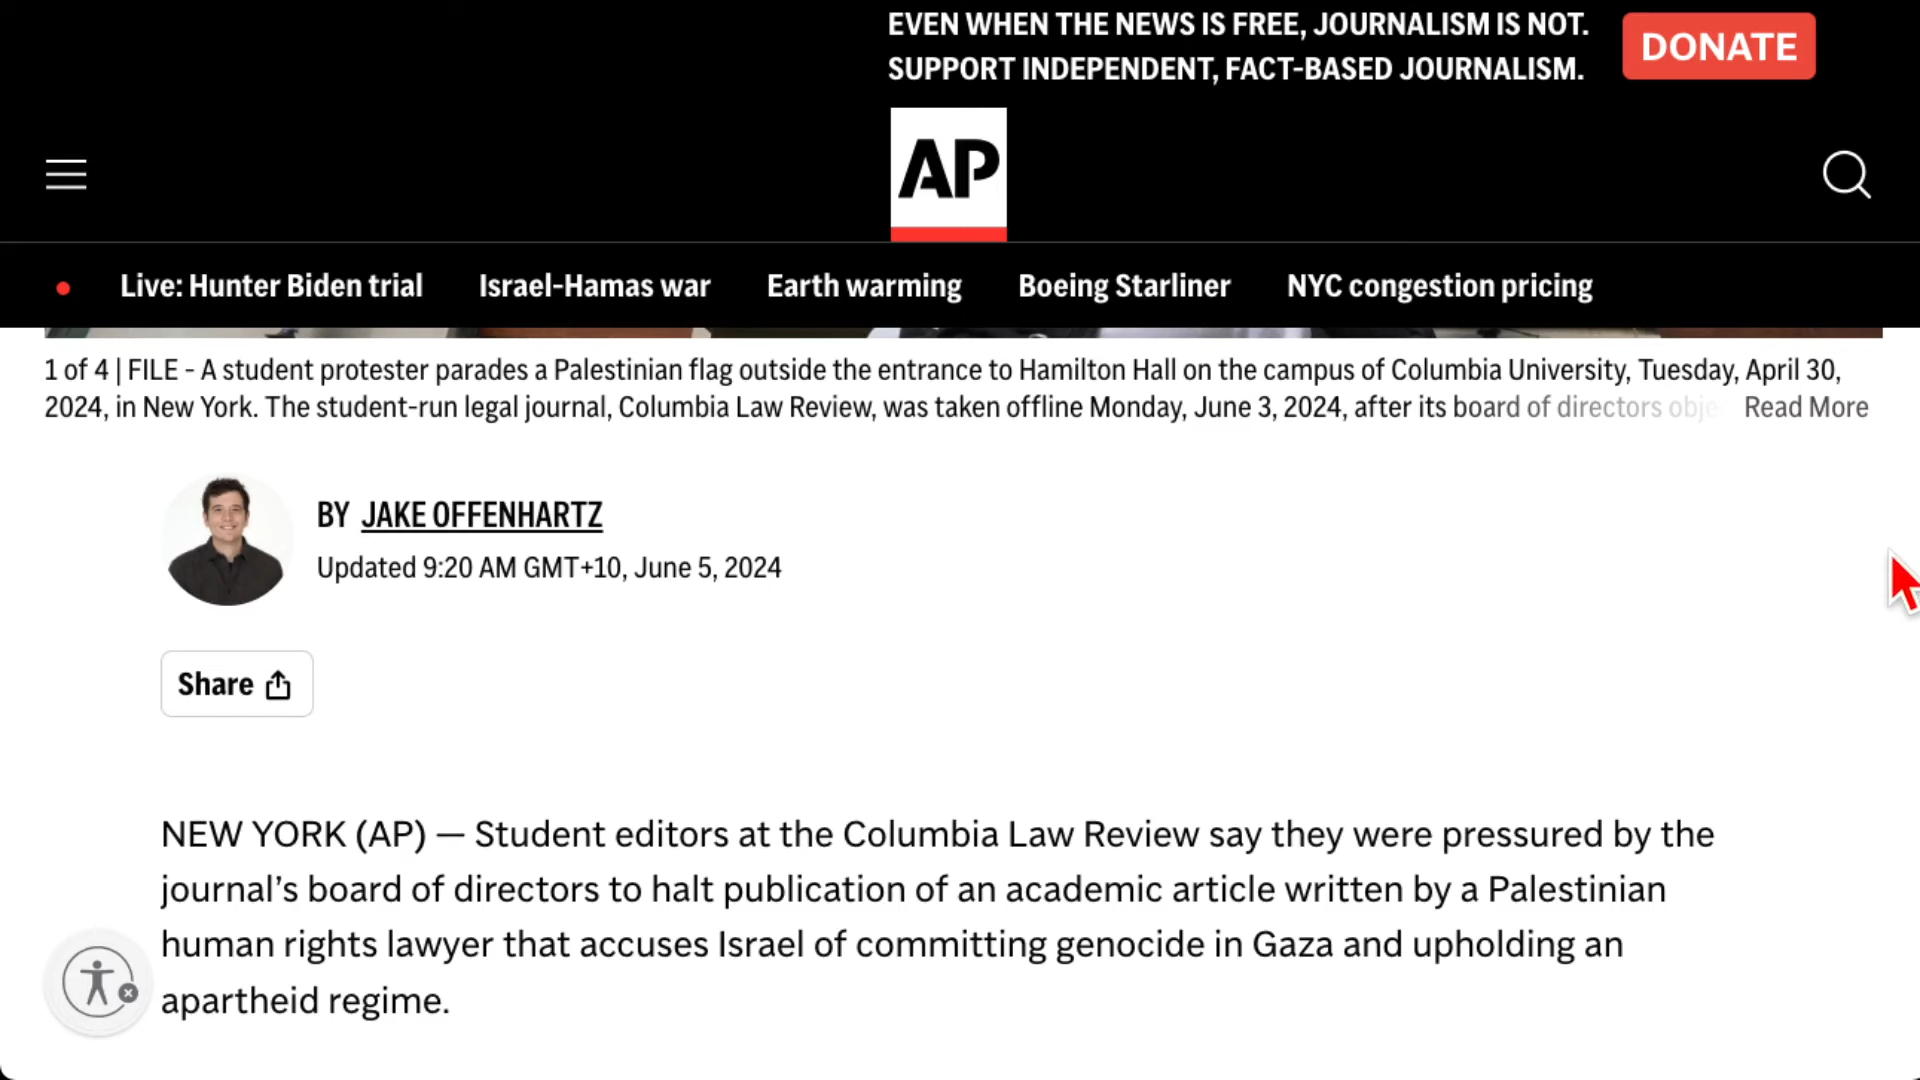 EVEN WHEN THE NEWS IS FREE, JOURNALISM IS NOT.
SUPPORT INDEPENDENT, FACT-BASED JOURNALISM.
DONATE
AP
Live: Hunter Biden trial
Israel-Hamas war
Earth warming
Boeing Starliner
NYC congestion pricing
1 of 4 | FILE - A student protester parades a Palestinian flag outside the entrance to Hamilton Hall on the campus of Columbia University, Tuesday, April 30,
2024, in New York. The student-run legal journal, Columbia Law Review, was taken offline Monday, June 3, 2024, after its board of directors obje Read More
BY JAKE OFFENHARTZ
Updated 9:20 AM GMT+10, June 5, 2024
Share
NEW YORK (AP) — Student editors at the Columbia Law Review say they were pressured by the
journal’s board of directors to halt publication of an academic article written by a Palestinian
human rights lawyer that accuses Israel of committing genocide in Gaza and upholding an
apartheid regime.